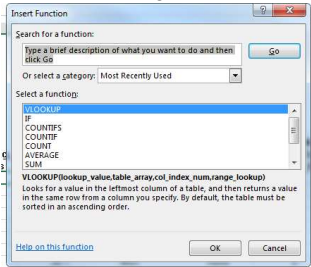 Insert Function
Search for a function:
Type a brief description of what you want to do and then
click Go
Go
Or select a category: Most Recently Used
Select a function:
VLOOKUP
IF
COUNTIFS
COUNTIF
COUNT
AVERAGE
SUM
VLOOKUP(lookup_value,table_array,col_index_num,range_lookup)
Looks for a value in the leftmost column of a table, and then returns a value
in the same row from a column you specify. By default, the table must be
sorted in an ascending order.
Help on this function
OK
Cancel